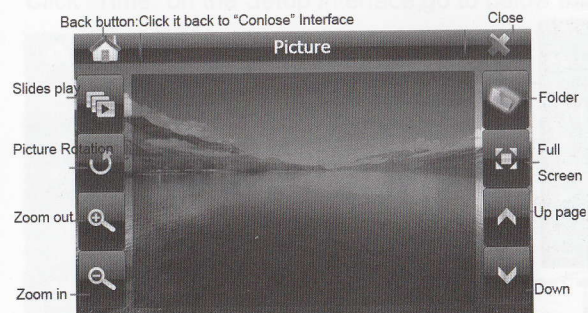 Back button:Click it back to “Conlose” Interface
Close
Picture
Slides play
Folder
Picture Rotation
Full
Screen
Zoom out
Up page
Zoom in
Down